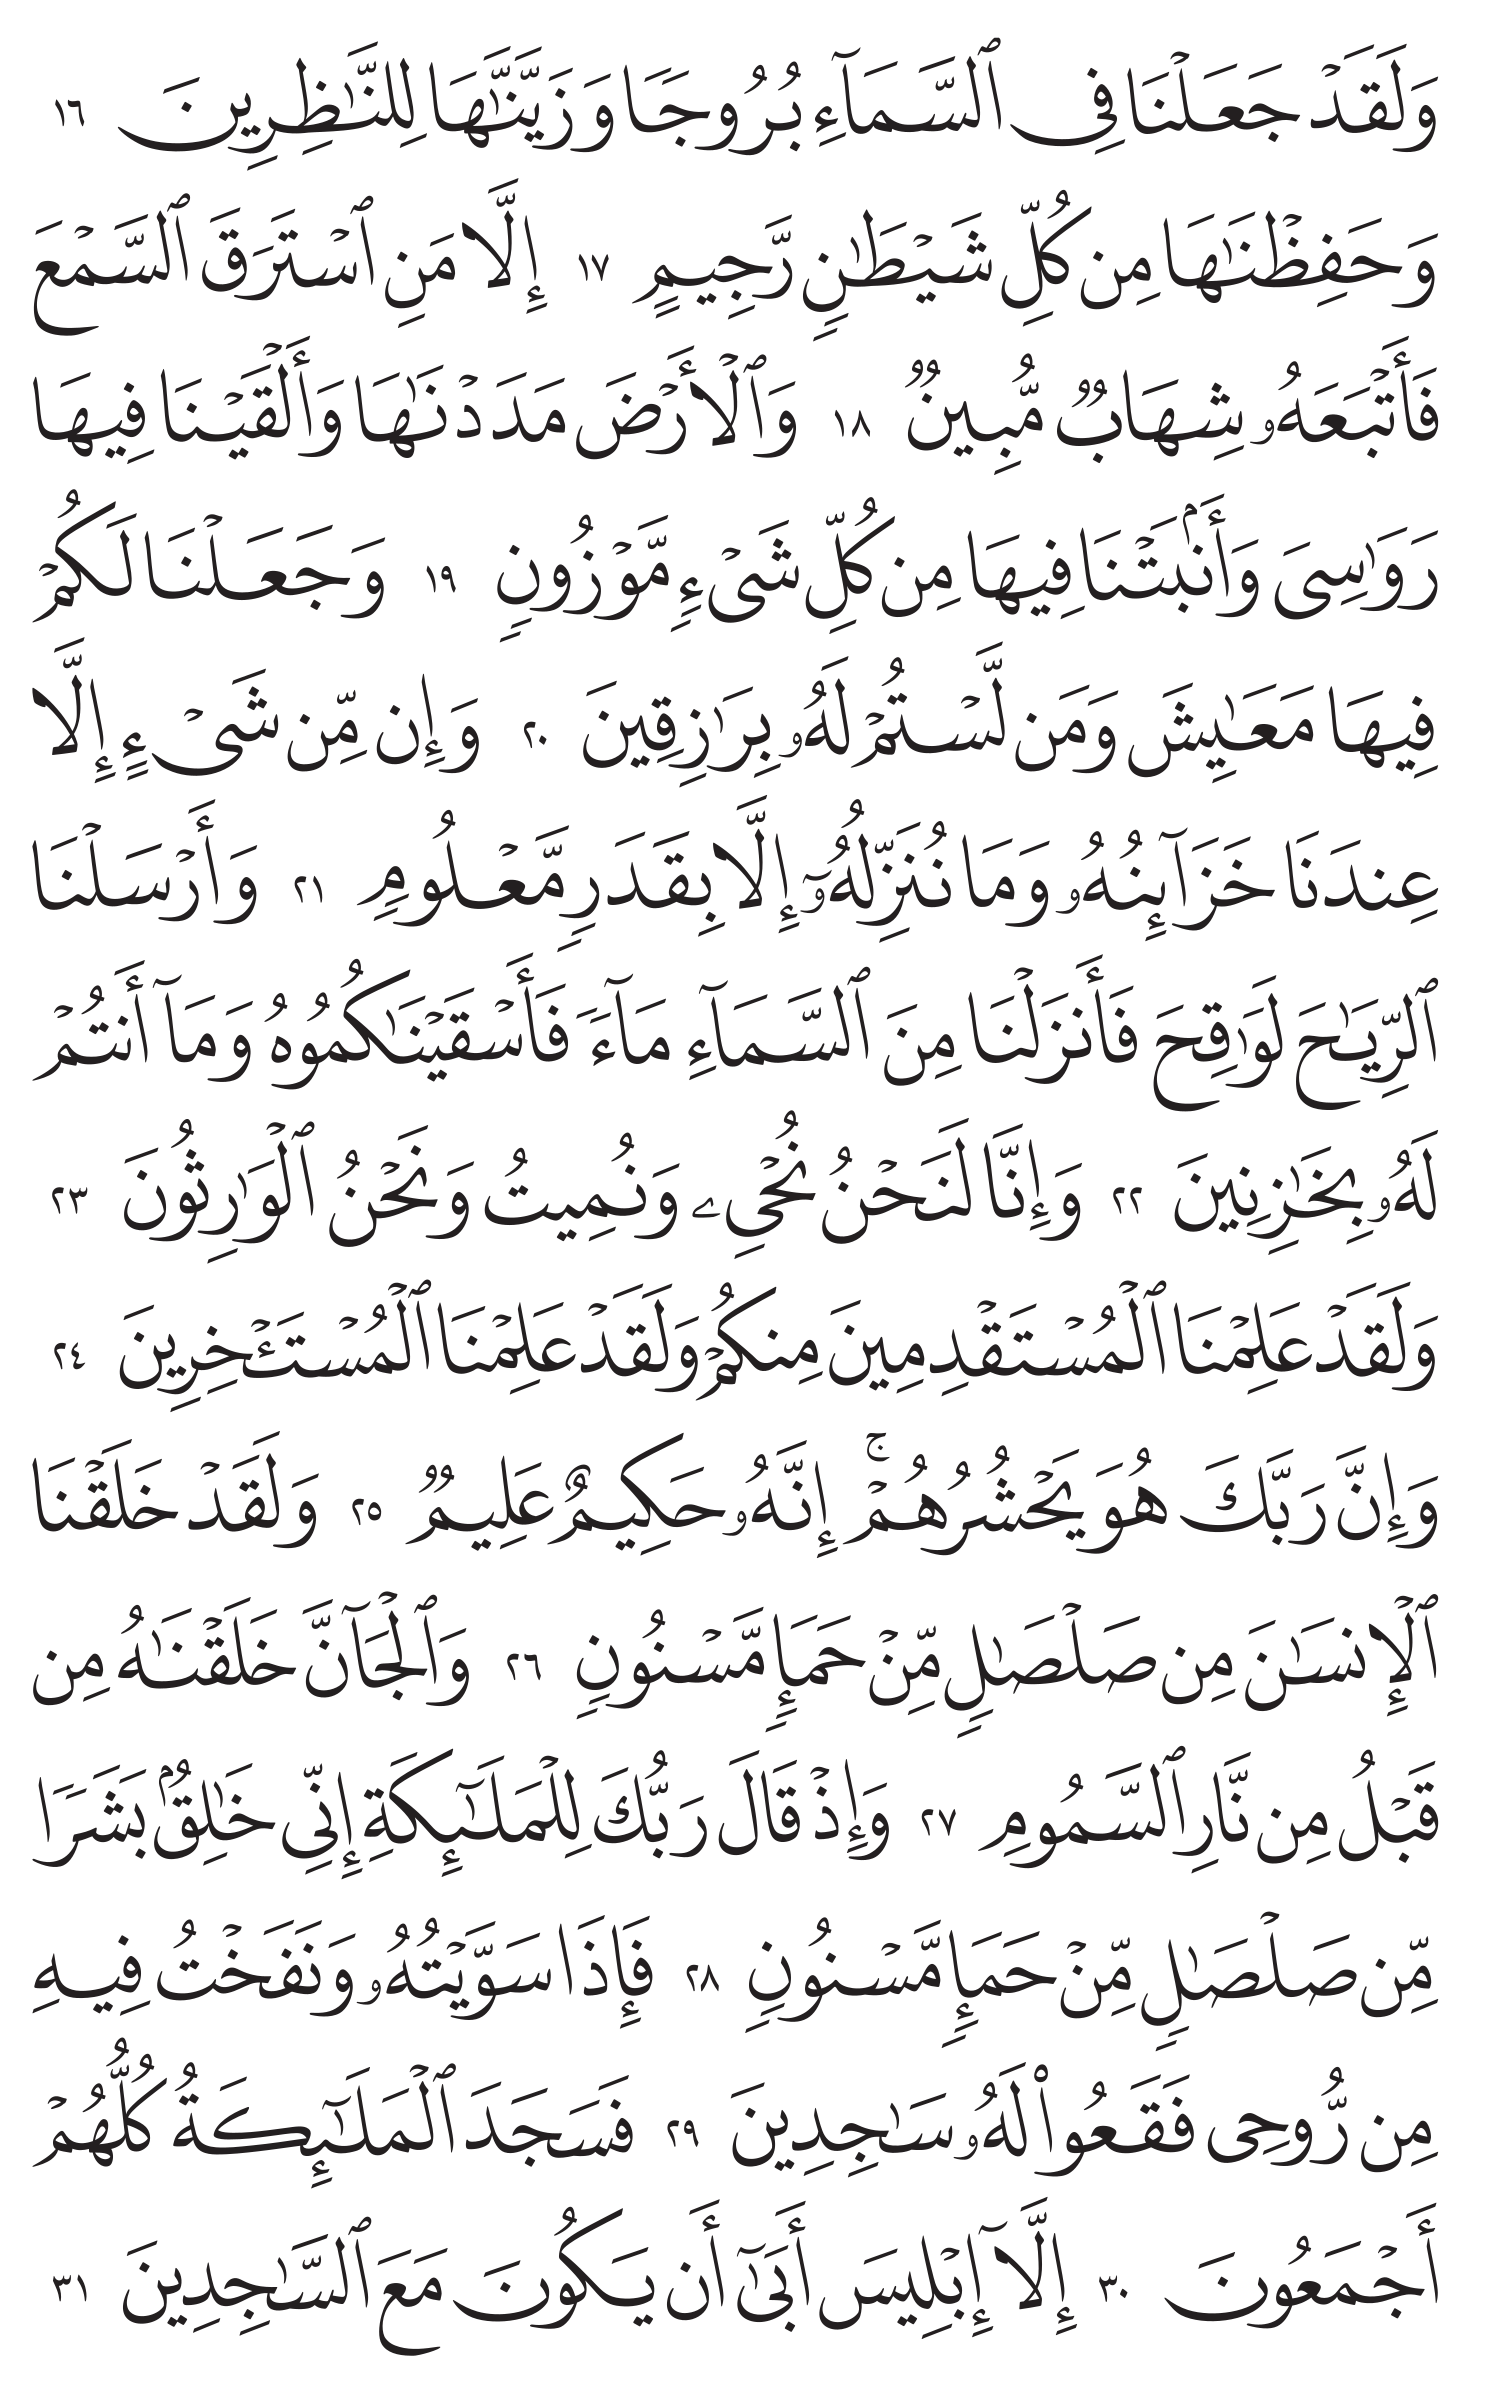 وَلَقَدْ جَعَلْنَا فِى ٱلسَّمَآءِ بُرُوجًا وَزَيَّنَّٰهَا لِلنَّٰظِرِينَ ١٦
وَحَفِظْنَٰهَا مِن كُلِّ شَيْطَٰنٍ رَّجِيمٍ ١٧ إِلَّا مَنِ ٱسْتَرَقَ ٱلسَّمْعَ
فَأَتْبَعَهُۥ شِهَابٌ مُّبِينٌ ١٨ وَٱلْأَرْضَ مَدَدْنَٰهَا وَأَلْقَيْنَا فِيهَا
رَوَٰسِىَ وَأَنۢبَتْنَا فِيهَا مِن كُلِّ شَىْءٍ مَّوْزُونٍ ١٩ وَجَعَلْنَا لَكُمْ
فِيهَا مَعَٰيِشَ وَمَن لَّسْتُمْ لَهُۥ بِرَٰزِقِينَ ٢٠ وَإِن مِّن شَىْءٍ إِلَّا
عِندَنَا خَزَآئِنُهُۥ وَمَا نُنَزِّلُهُۥٓ إِلَّا بِقَدَرٍ مَّعْلُومٍ ٢١ وَأَرْسَلْنَا
ٱلرِّيَٰحَ لَوَٰقِحَ فَأَنزَلْنَا مِنَ ٱلسَّمَآءِ مَآءً فَأَسْقَيْنَٰكُمُوهُ وَمَآ أَنتُمْ
لَهُۥ بِخَٰزِنِينَ ٢٢ وَإِنَّا لَنَحْنُ نُحْىِۦ وَنُمِيتُ وَنَحْنُ ٱلْوَٰرِثُونَ ٢٣
وَلَقَدْ عَلِمْنَا ٱلْمُسْتَقْدِمِينَ مِنكُمْ وَلَقَدْ عَلِمْنَا ٱلْمُسْتَـْٔخِرِينَ ٢٤
وَإِنَّ رَبَّكَ هُوَ يَحْشُرُهُمْ ۚ إِنَّهُۥ حَكِيمٌ عَلِيمٌ ٢٥ وَلَقَدْ خَلَقْنَا
ٱلْإِنسَٰنَ مِن صَلْصَٰلٍ مِّنْ حَمَإٍ مَّسْنُونٍ ٢٦ وَٱلْجَآنَّ خَلَقْنَٰهُ مِن
قَبْلُ مِن نَّارِ ٱلسَّمُومِ ٢٧ وَإِذْ قَالَ رَبُّكَ لِلْمَلَٰٓئِكَةِ إِنِّى خَٰلِقٌۢ بَشَرًا
مِّن صَلْصَٰلٍ مِّنْ حَمَإٍ مَّسْنُونٍ ٢٨ فَإِذَا سَوَّيْتُهُۥ وَنَفَخْتُ فِيهِ
مِن رُّوحِى فَقَعُوا۟ لَهُۥ سَٰجِدِينَ ٢٩ فَسَجَدَ ٱلْمَلَٰٓئِكَةُ كُلُّهُمْ
أَجْمَعُونَ ٣٠ إِلَّآ إِبْلِيسَ أَبَىٰٓ أَن يَكُونَ مَعَ ٱلسَّٰجِدِينَ ٣١